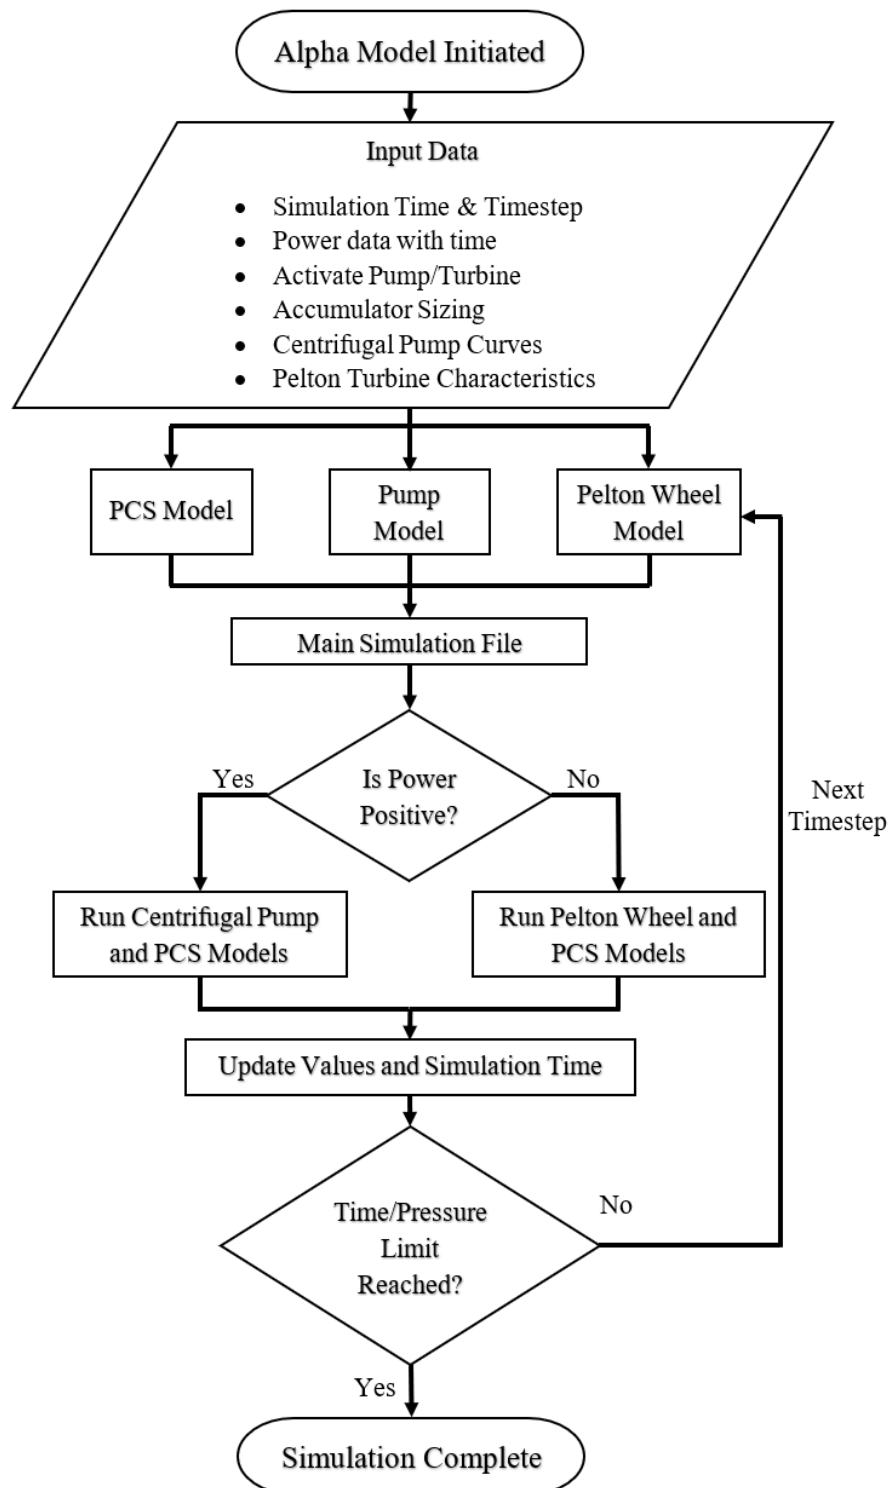 Alpha Model Initiated
Input Data
• Simulation Time & Timestep
• Power data with time
• Activate Pump/Turbine
• Accumulator Sizing
• Centrifugal Pump Curves
• Pelton Turbine Characteristics
PCS Model
Pump
Model
Pelton Wheel
Model
Main Simulation File
Is Power
Positive?
Yes
No
Next
Timestep
Run Centrifugal Pump
and PCS Models
Run Pelton Wheel and
PCS Models
Update Values and Simulation Time
Time/Pressure
Limit
Reached?
No
Yes
Simulation Complete